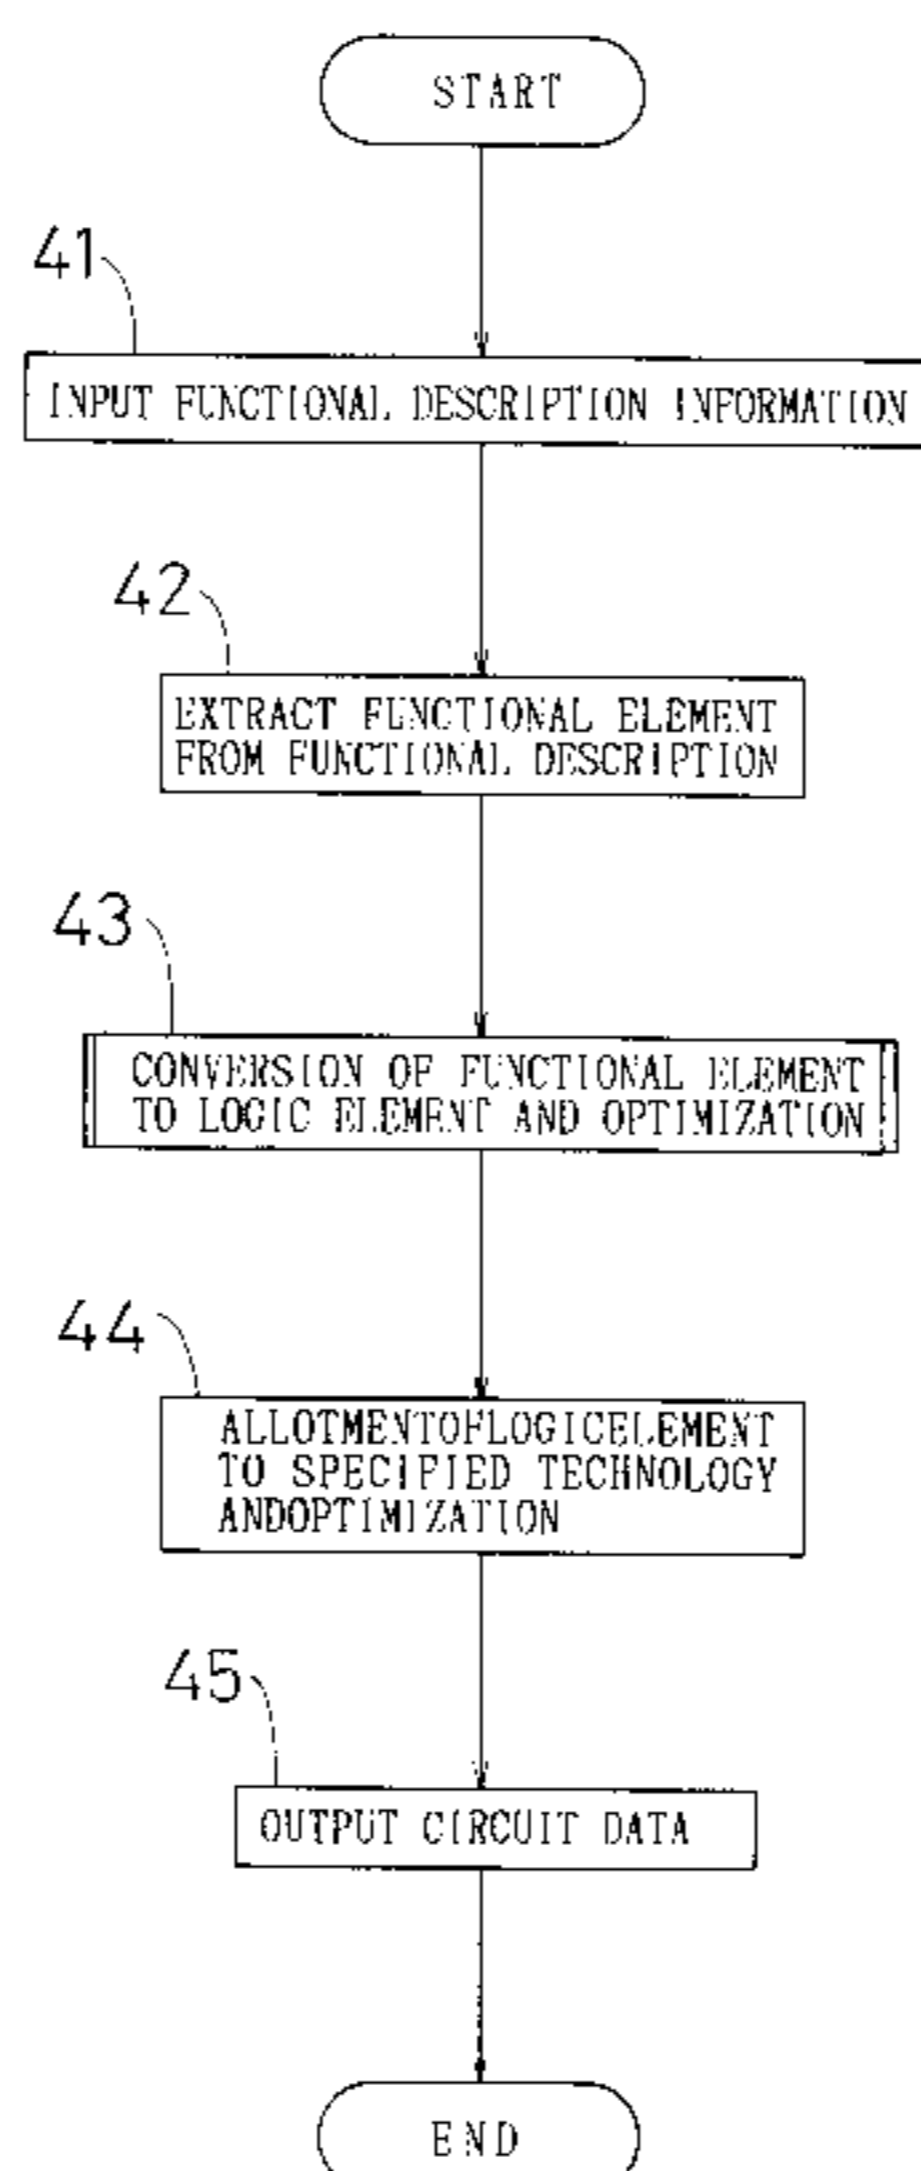 START
41
INPUT FUNCTIONAL DESCRIPTION INFORMATION
42
EXTRACT FUNCTIONAL ELEMENT
FROM FUNCTIONAL DESCRIPTION
43
CONVERSION OF FUNCTIONAL ELEMENT
TO LOGIC ELEMENT AND OPTIMIZATION
44
ALLOTMENTOFLOGICELEMENT
TO SPECIFIED TECHNOLOGY
ANDOPTIMIZATION
45
OUTPUT CIRCUIT DATA
END